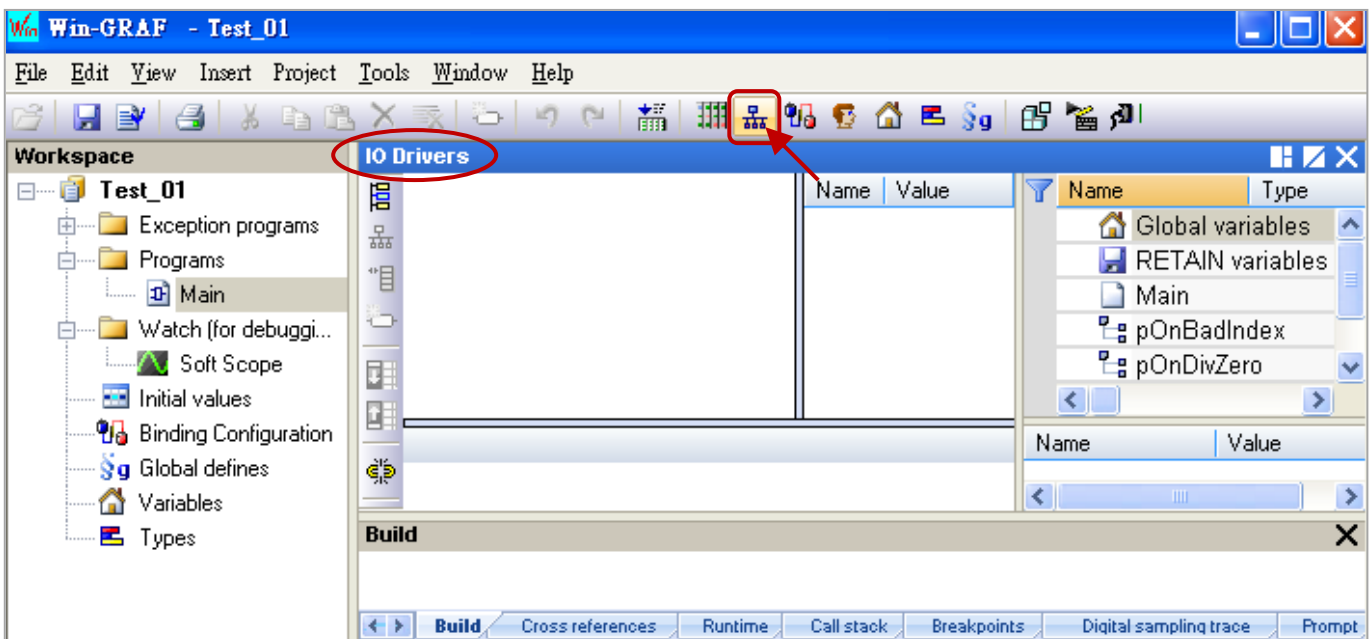 Win Win-GRAF - Test_01
File Edit View Insert Project Tools Window Help
Workspace
Test_01
Exception programs
Programs
Main
Watch (for debuggi...
Soft Scope
Initial values
Binding Configuration
§g Global defines
Variables
Types
IO Drivers
Name Value
Name Type
Global variables
RETAIN variables
Main
pOnBadIndex
pOnDivZero
Name Value
Build
Build Cross references Runtime Call stack Breakpoints Digital sampling trace Prompt